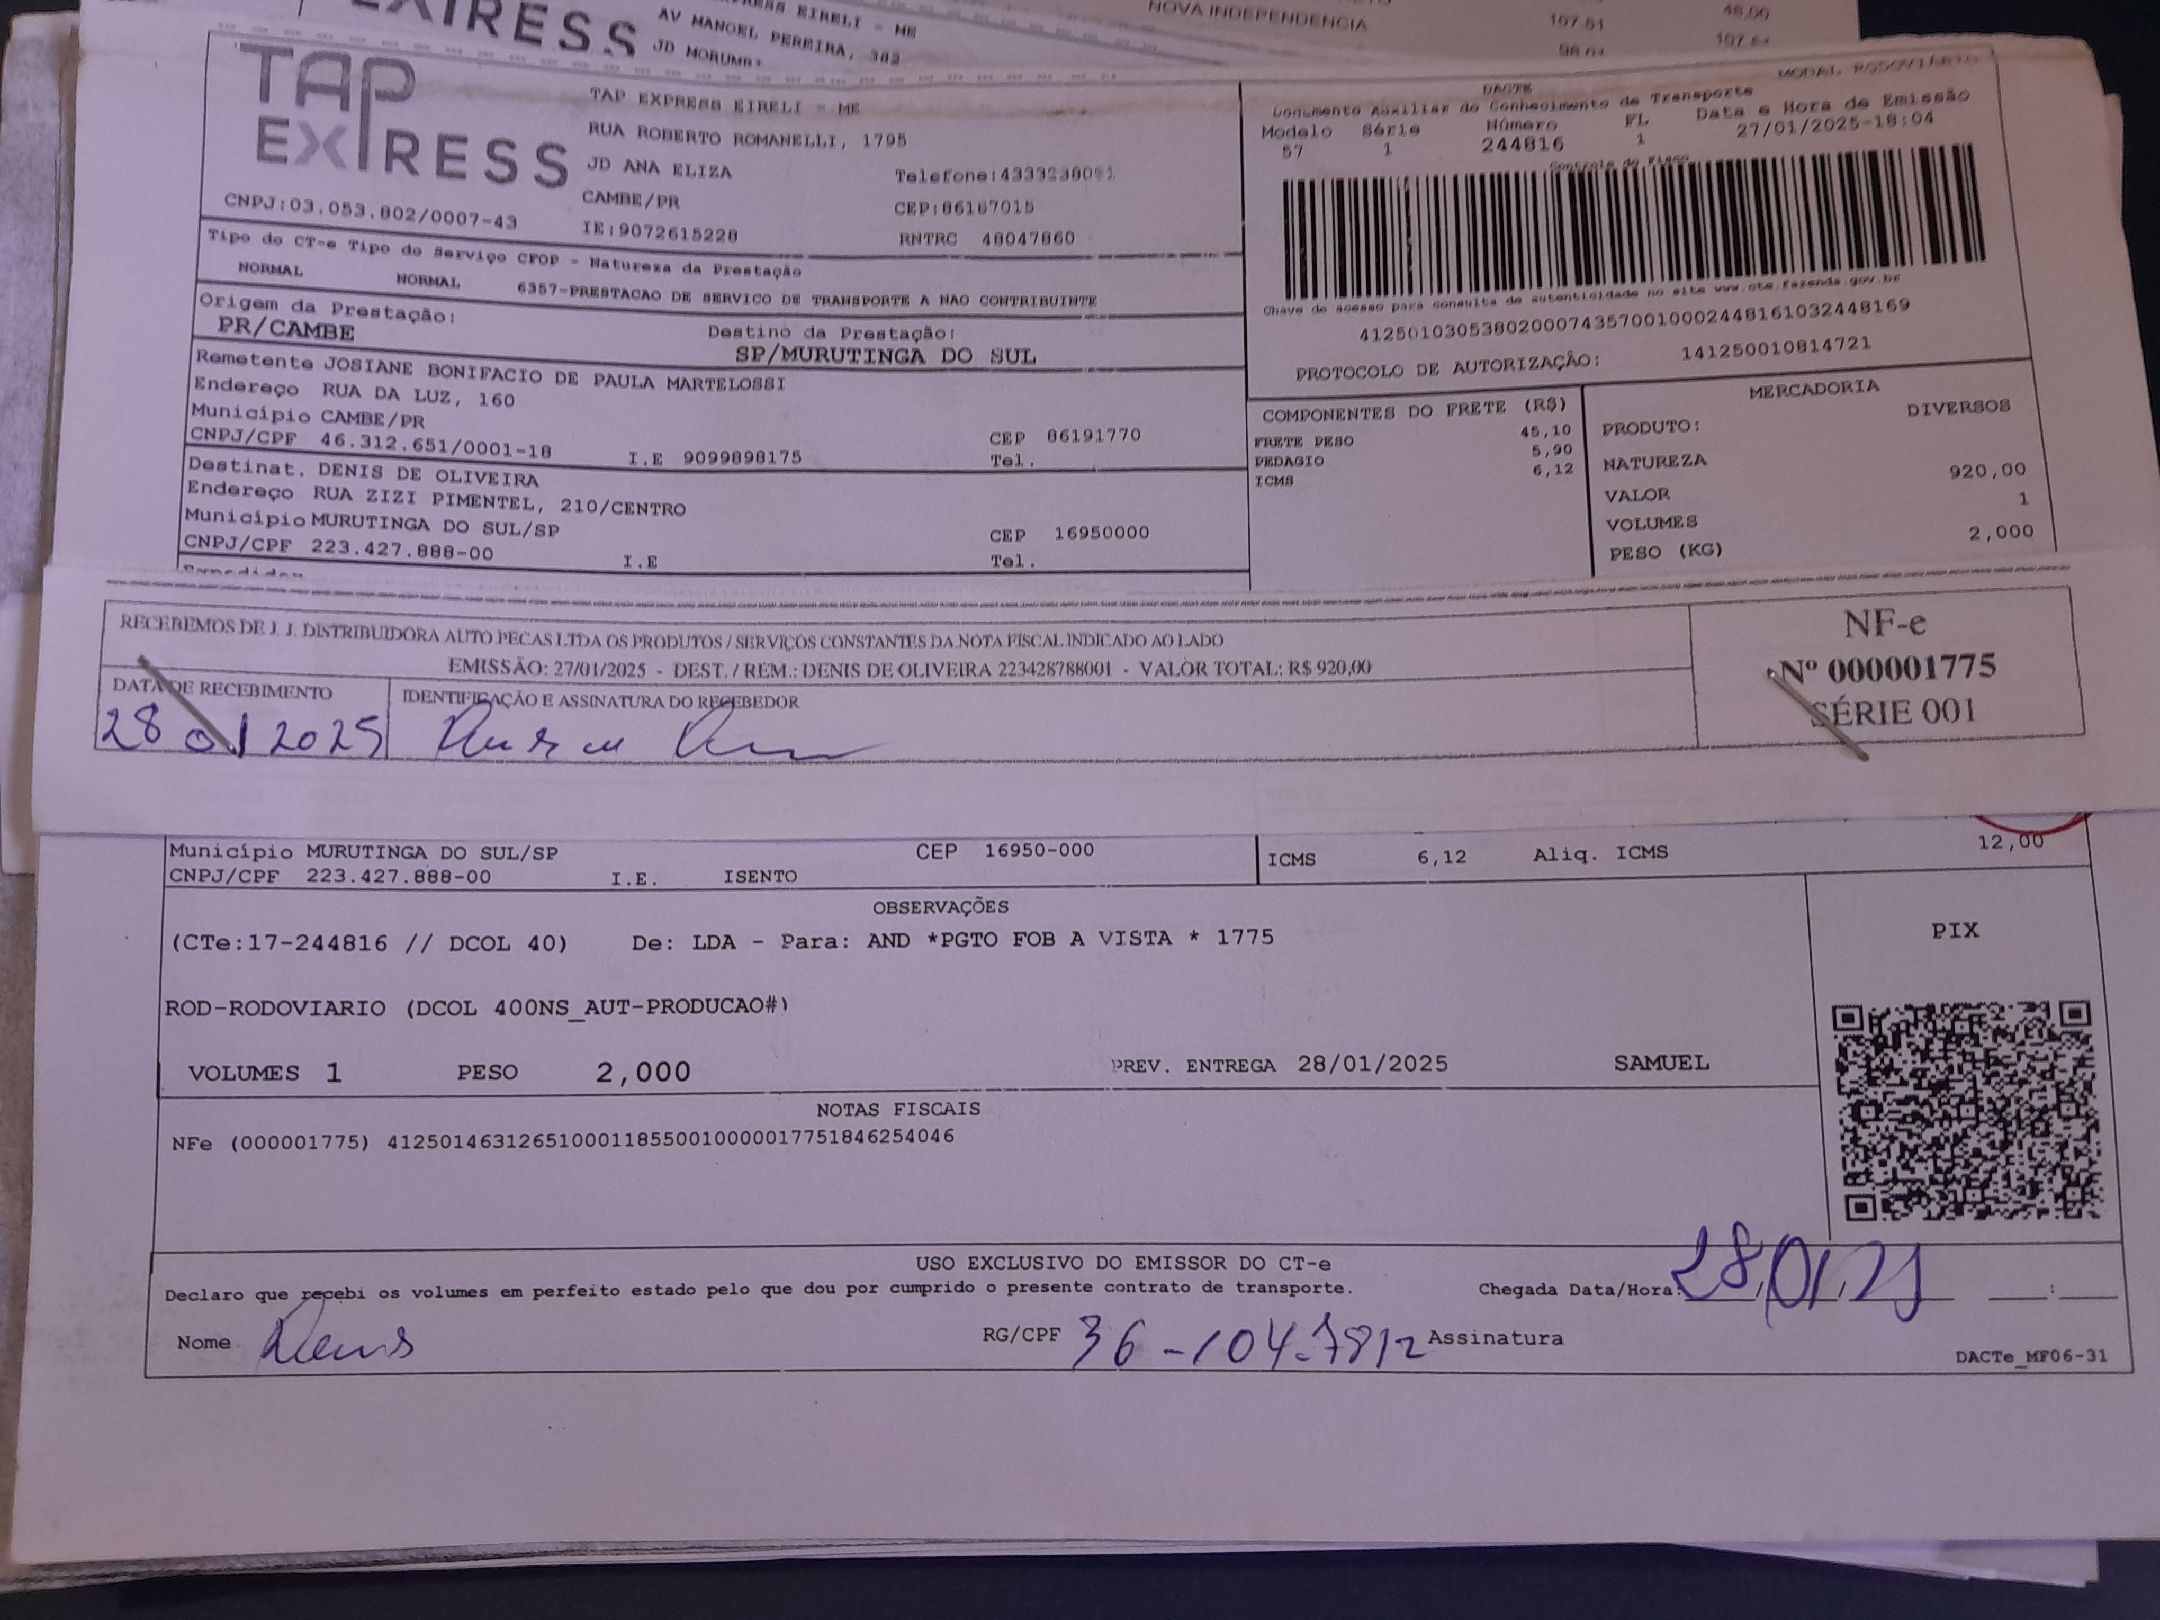 EXPRESS
EXPRESS EIRELI - ME
AV MANOEL PEREIRA, 302
JD MORUMBI
NOVA INDEPENDENCIA 107.61 48.00
98.04 107.64
TAP EXPRESS
TAP EXPRESS EIRELI - ME
RUA ROBERTO ROMANELLI, 1795
JD ANA ELIZA Telefone:4333238051
CAMBE/PR CEP:86187015
CNPJ:03.053.802/0007-43 IE:9072615228 RNTRC 48047860
MODAL RODOVIARIO
DACTE
Documento Auxiliar do Conhecimento de Transporte
Modelo Série Número FL Data e Hora de Emissão
57 1 244816 1 27/01/2025-18:04
Controle do Fisco
Chave de acesso para consulta de autenticidade no site www.cte.fazenda.gov.br
41250103053802000743570010002448161032448169
PROTOCOLO DE AUTORIZAÇÃO: 141250010814721
Tipo do CT-e Tipo do Serviço CFOP - Natureza da Prestação
NORMAL NORMAL 6357-PRESTACAO DE SERVICO DE TRANSPORTE A NAO CONTRIBUINTE
Origem da Prestação: Destino da Prestação:
PR/CAMBE SP/MURUTINGA DO SUL
Remetente JOSIANE BONIFACIO DE PAULA MARTELOSSI
Endereço RUA DA LUZ, 160
Município CAMBE/PR CEP 86191770
CNPJ/CPF 46.312.651/0001-18 I.E 9099898175 Tel.
Destinat. DENIS DE OLIVEIRA
Endereço RUA ZIZI PIMENTEL, 210/CENTRO
Município MURUTINGA DO SUL/SP CEP 16950000
CNPJ/CPF 223.427.888-00 I.E Tel.
COMPONENTES DO FRETE (R$)
FRETE PESO 45,10
PEDAGIO 5,90
ICMS 6,12
MERCADORIA
PRODUTO: DIVERSOS
NATUREZA
VALOR 920,00
VOLUMES 1
PESO (KG) 2,000
RECEBEMOS DE J. J. DISTRIBUIDORA AUTO PECAS LTDA OS PRODUTOS / SERVIÇOS CONSTANTES DA NOTA FISCAL INDICADO AO LADO
EMISSÃO: 27/01/2025 - DEST. / REM.: DENIS DE OLIVEIRA 223428788001 - VALOR TOTAL: R$ 920,00
DATA DE RECEBIMENTO IDENTIFICAÇÃO E ASSINATURA DO RECEBEDOR
28 01 2025
NF-e
Nº 000001775
SÉRIE 001
Município MURUTINGA DO SUL/SP CEP 16950-000
CNPJ/CPF 223.427.888-00 I.E. ISENTO
ICMS 6,12 Aliq. ICMS 12,00
OBSERVAÇÕES
(CTe:17-244816 // DCOL 40) De: LDA - Para: AND *PGTO FOB A VISTA * 1775
ROD-RODOVIARIO (DCOL 400NS_AUT-PRODUCAO#)
VOLUMES 1 PESO 2,000 PREV. ENTREGA 28/01/2025 SAMUEL
PIX
NOTAS FISCAIS
NFe (000001775) 41250146312651000118550010000017751846254046
USO EXCLUSIVO DO EMISSOR DO CT-e
Declaro que recebi os volumes em perfeito estado pelo que dou por cumprido o presente contrato de transporte. Chegada Data/Hora: 28/01/25 :
Nome Denis RG/CPF 36-104.7812 Assinatura
DACTe_MF06-31